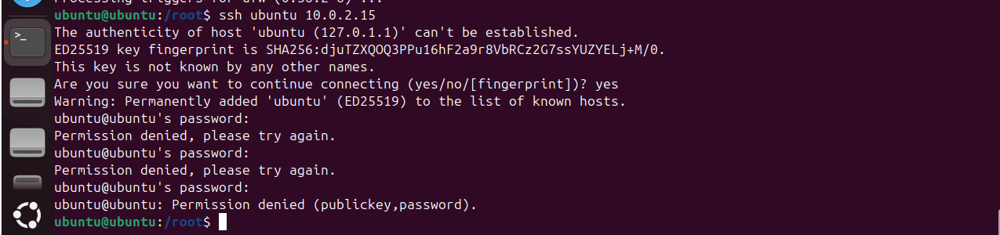 ubuntu@ubuntu:/root$ ssh ubuntu 10.0.2.15
The authenticity of host 'ubuntu (127.0.1.1)' can't be established.
ED25519 key fingerprint is SHA256:djuTZXQOQ3PPu16hF2a9r8VbRCz2G7ssYUZYELj+M/0.
This key is not known by any other names.
Are you sure you want to continue connecting (yes/no/[fingerprint])? yes
Warning: Permanently added 'ubuntu' (ED25519) to the list of known hosts.
ubuntu@ubuntu's password:
Permission denied, please try again.
ubuntu@ubuntu's password:
Permission denied, please try again.
ubuntu@ubuntu's password:
ubuntu@ubuntu: Permission denied (publickey,password).
ubuntu@ubuntu:/root$